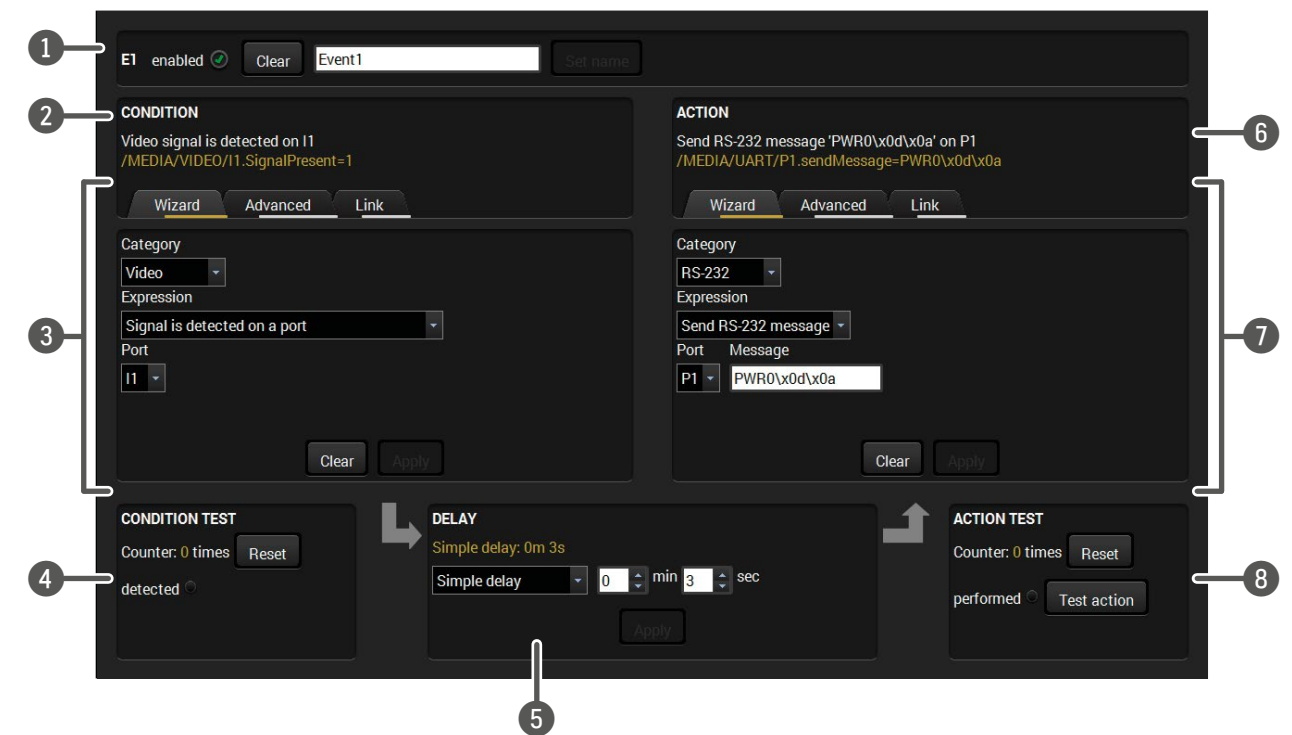 1
E1 enabled Clear Event1 Set name
2
CONDITION
Video signal is detected on I1
/MEDIA/VIDEO/I1.SignalPresent=1
Wizard Advanced Link
3
Category
Video
Expression
Signal is detected on a port
Port
I1
Clear Apply
ACTION
Send RS-232 message 'PWR0\x0d\x0a' on P1
/MEDIA/UART/P1.sendMessage=PWR0\x0d\x0a
6
Wizard Advanced Link
Category
RS-232
Expression
Send RS-232 message
Port Message
P1 PWR0\x0d\x0a
Clear Apply
7
CONDITION TEST
Counter: 0 times Reset
detected
4
DELAY
Simple delay: 0m 3s
Simple delay 0 min 3 sec
Apply
5
ACTION TEST
Counter: 0 times Reset
performed Test action
8